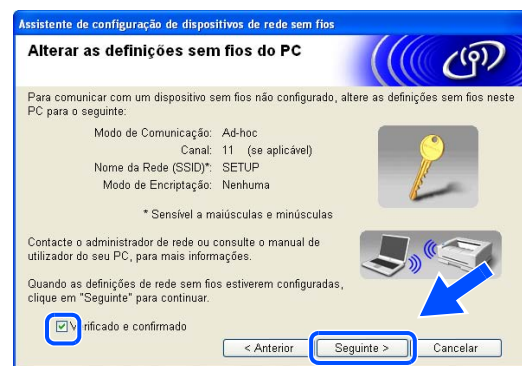 Assistente de configuração de dispositivos de rede sem fios
Alterar as definições sem fios do PC
Para comunicar com um dispositivo sem fios não configurado, altere as definições sem fios neste
PC para o seguinte:
Modo de Comunicação: Ad-hoc
Canal: 11 (se aplicável)
Nome da Rede (SSID)*: SETUP
Modo de Encriptação: Nenhuma
* Sensível a maiúsculas e minúsculas
Contacte o administrador de rede ou consulte o manual de
utilizador do seu PC, para mais informações.
Quando as definições de rede sem fios estiverem configuradas,
clique em "Seguinte" para continuar.
Verificado e confirmado
< Anterior
Seguinte >
Cancelar